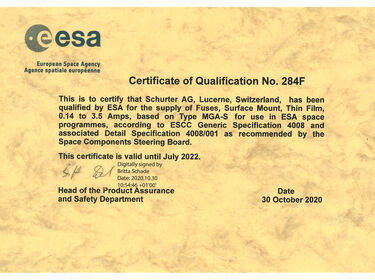 esa
European Space Agency
Agence spatiale européenne
Certificate of Qualification No. 284F
This is to certify that Schurter AG, Lucerne, Switzerland, has been
qualified by ESA for the supply of Fuses, Surface Mount, Thin Film,
0.14 to 3.5 Amps, based on Type MGA-S for use in ESA space
programmes, according to ESCC Generic Specification 4008 and
associated Detail Specification 4008/001 as recommended by the
Space Components Steering Board.
This certificate is valid until July 2022.
Digitally signed by
Britta Schade
Date: 2020.10.30
10:54:46 +01'00'
Head of the Product Assurance
and Safety Department
Date
30 October 2020